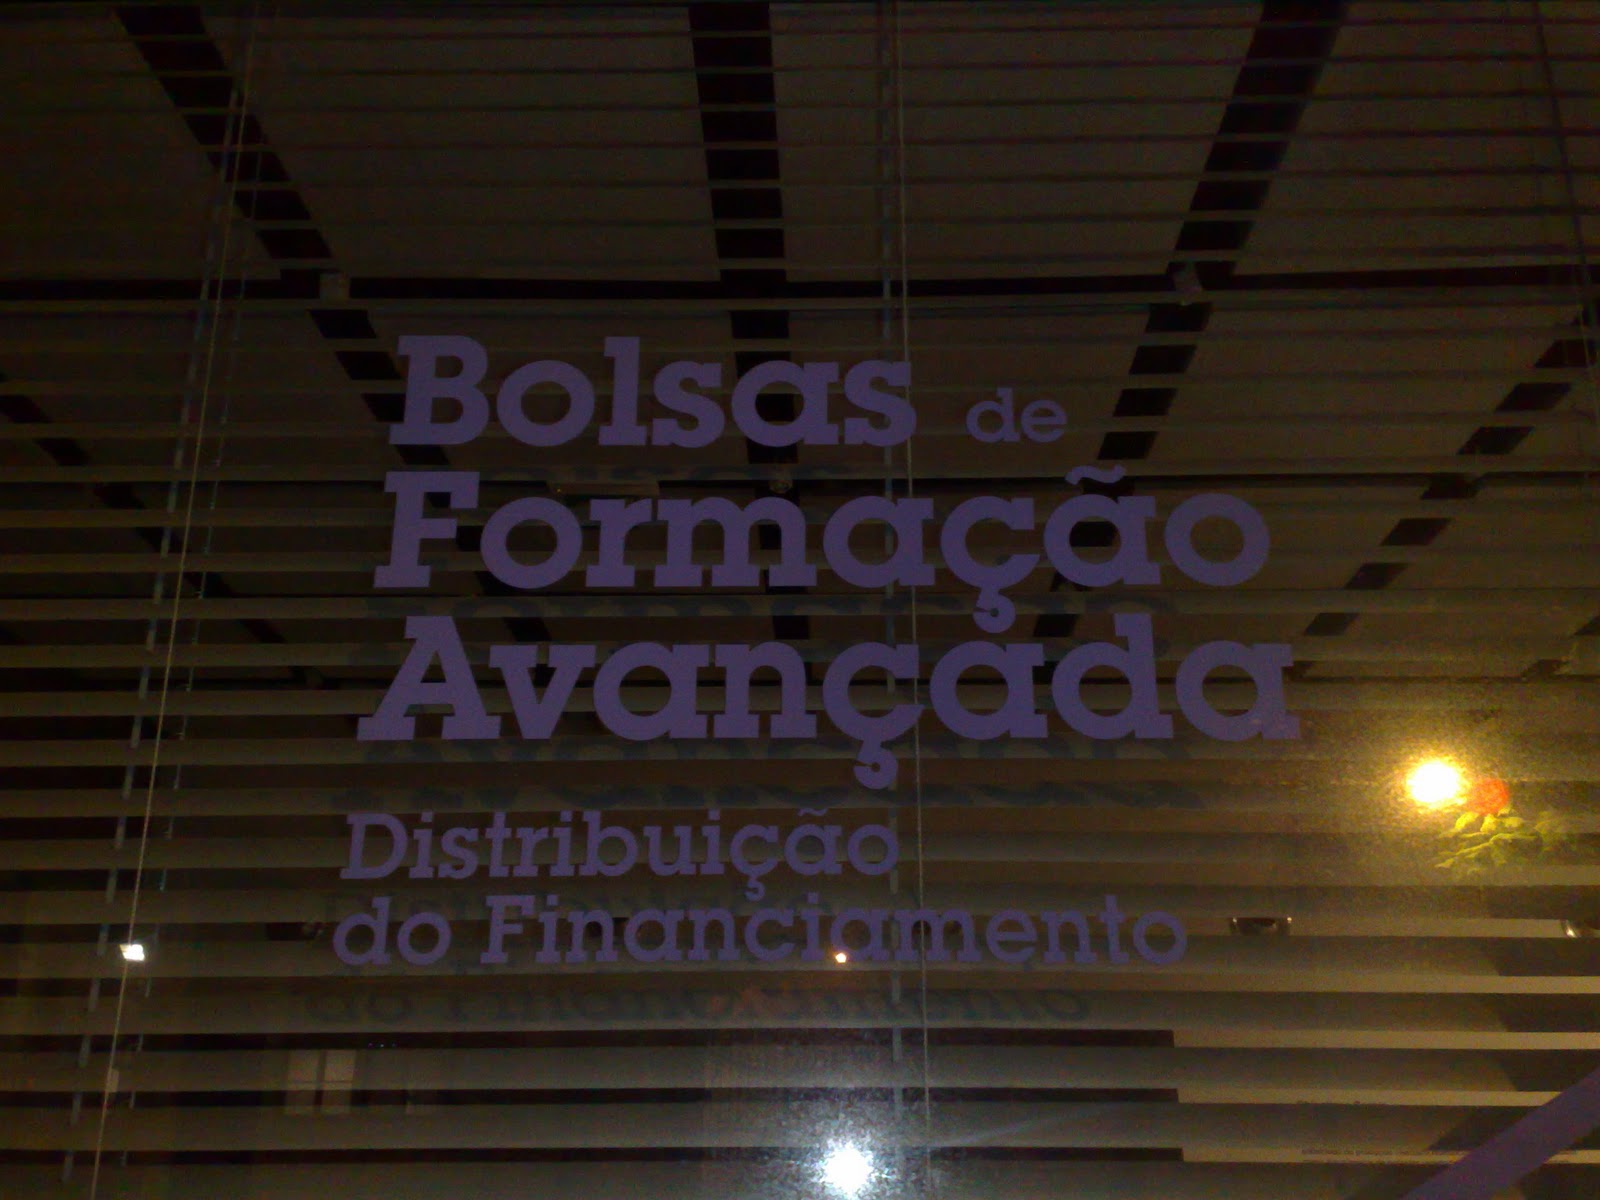 Bolsas de
Formação
Avançada
Distribuição
do Financiamento